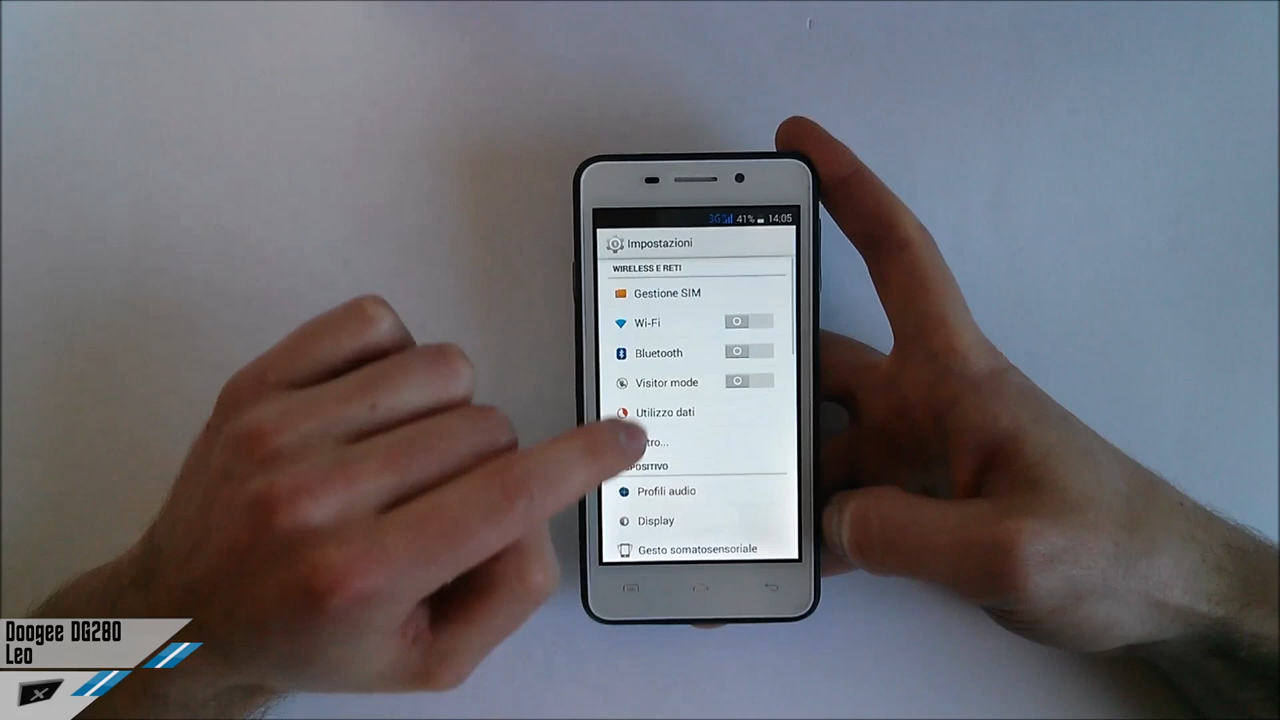 3G 41% 14:05
Impostazioni
WIRELESS E RETI
Gestione SIM
Wi-Fi
Bluetooth
Visitor mode
Utilizzo dati
Profili audio
Display
Gesto somatosensoriale
Doogee DG280
Leo